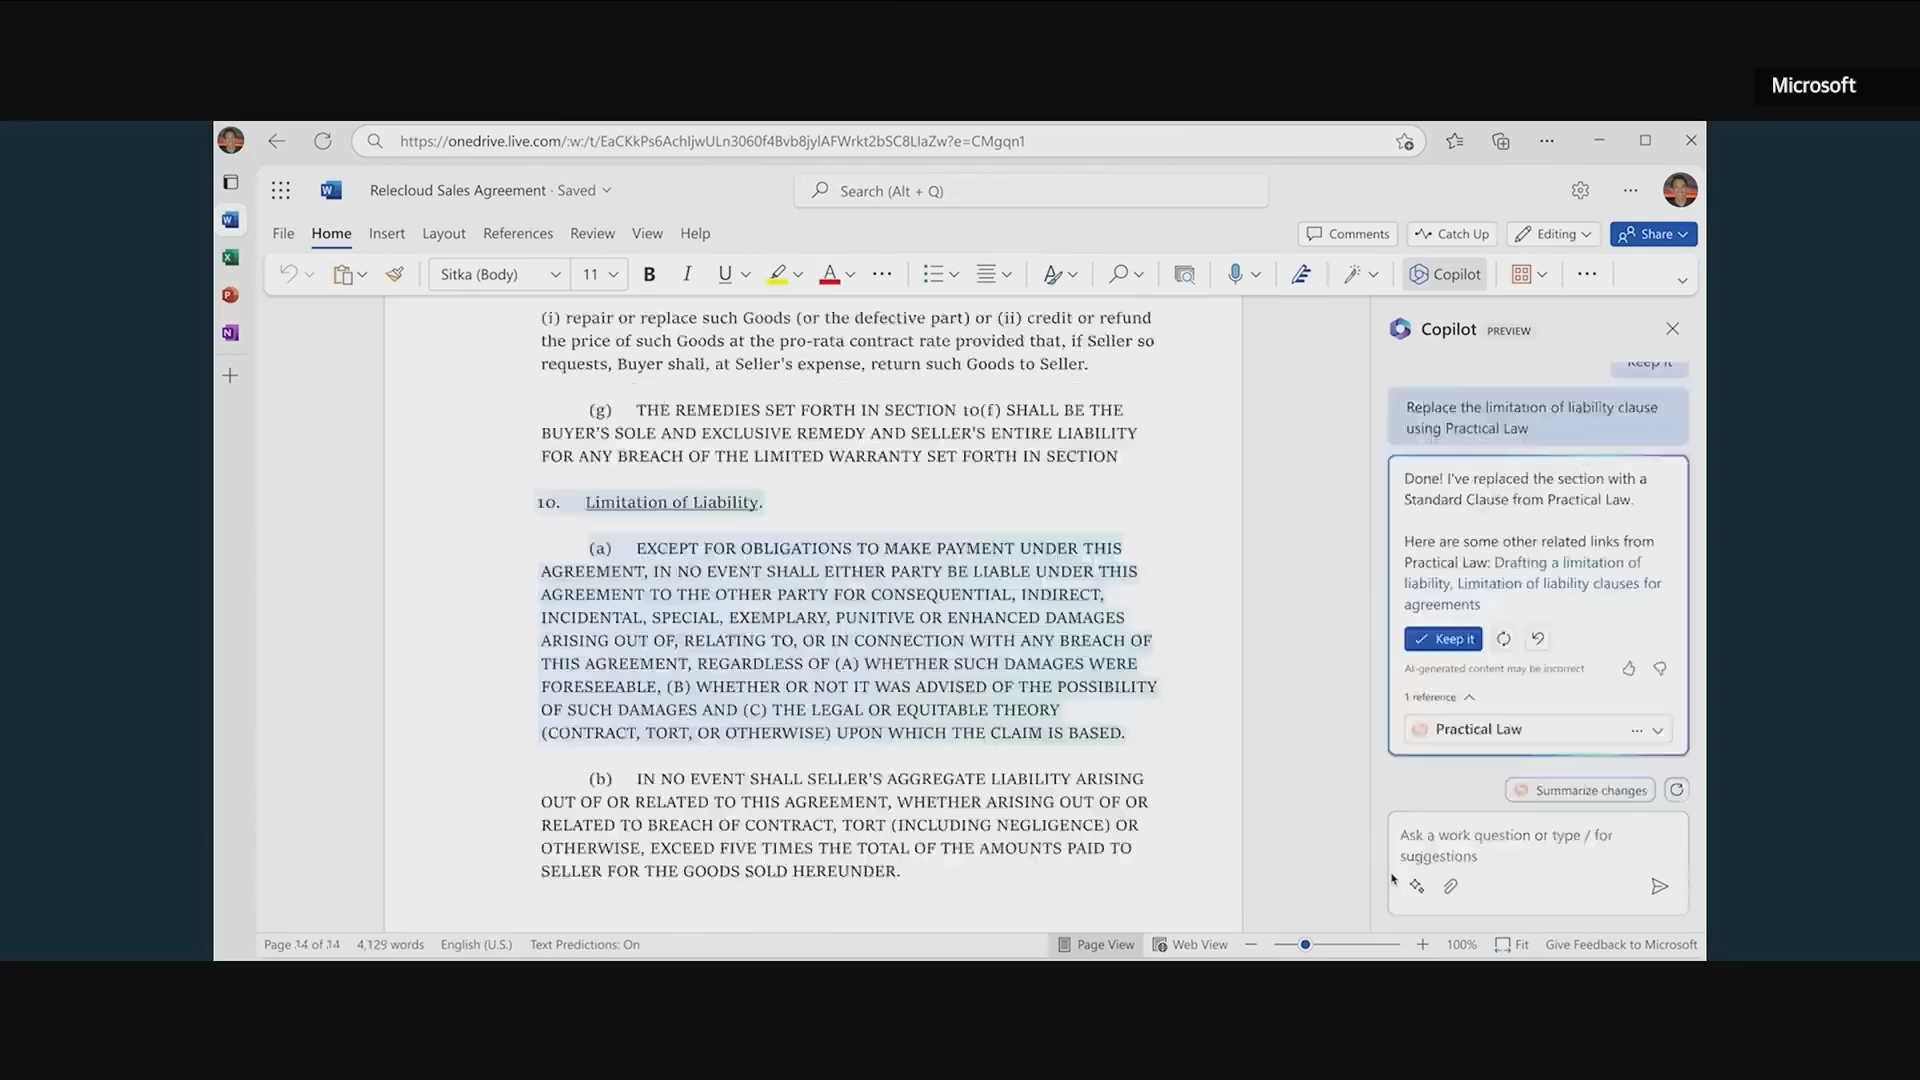 Microsoft
https://onedrive.live.com/:w:/t/EaCKkPs6AchIjwULn3060f4Bvb8jylAFWrkt2bSC8LIaZw?e=CMgqn1
Relecloud Sales Agreement · Saved
Search (Alt + Q)
File Home Insert Layout References Review View Help
Comments Catch Up Editing Share
Sitka (Body) 11 B I U A Copilot
(i) repair or replace such Goods (or the defective part) or (ii) credit or refund
the price of such Goods at the pro-rata contract rate provided that, if Seller so
requests, Buyer shall, at Seller's expense, return such Goods to Seller.
(g) THE REMEDIES SET FORTH IN SECTION 10(f) SHALL BE THE
BUYER'S SOLE AND EXCLUSIVE REMEDY AND SELLER'S ENTIRE LIABILITY
FOR ANY BREACH OF THE LIMITED WARRANTY SET FORTH IN SECTION
10. Limitation of Liability.
(a) EXCEPT FOR OBLIGATIONS TO MAKE PAYMENT UNDER THIS
AGREEMENT, IN NO EVENT SHALL EITHER PARTY BE LIABLE UNDER THIS
AGREEMENT TO THE OTHER PARTY FOR CONSEQUENTIAL, INDIRECT,
INCIDENTAL, SPECIAL, EXEMPLARY, PUNITIVE OR ENHANCED DAMAGES
ARISING OUT OF, RELATING TO, OR IN CONNECTION WITH ANY BREACH OF
THIS AGREEMENT, REGARDLESS OF (A) WHETHER SUCH DAMAGES WERE
FORESEEABLE, (B) WHETHER OR NOT IT WAS ADVISED OF THE POSSIBILITY
OF SUCH DAMAGES AND (C) THE LEGAL OR EQUITABLE THEORY
(CONTRACT, TORT, OR OTHERWISE) UPON WHICH THE CLAIM IS BASED.
(b) IN NO EVENT SHALL SELLER'S AGGREGATE LIABILITY ARISING
OUT OF OR RELATED TO THIS AGREEMENT, WHETHER ARISING OUT OF OR
RELATED TO BREACH OF CONTRACT, TORT (INCLUDING NEGLIGENCE) OR
OTHERWISE, EXCEED FIVE TIMES THE TOTAL OF THE AMOUNTS PAID TO
SELLER FOR THE GOODS SOLD HEREUNDER.
Copilot PREVIEW
Keep it
Replace the limitation of liability clause
using Practical Law
Done! I've replaced the section with a
Standard Clause from Practical Law.
Here are some other related links from
Practical Law: Drafting a limitation of
liability, Limitation of liability clauses for
agreements
Keep it
AI-generated content may be incorrect
1 reference
Practical Law
Summarize changes
Ask a work question or type / for
suggestions
Page 14 of 14 4,129 words English (U.S.) Text Predictions: On
Page View Web View 100% Fit Give Feedback to Microsoft